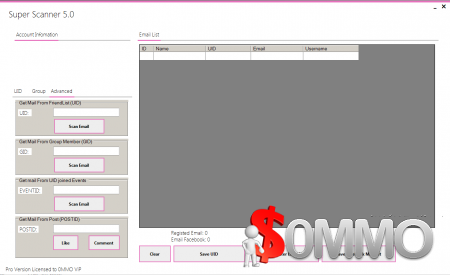 Super Scanner 5.0
Account Infomation
Email List
ID Name UID Email Username
UID Group Advanced
Get Mail From FriendList (UID)
UID:
Scan Email
Get Mail From Group Member (GID)
GID:
Scan Email
Get mail From UID joined Events
EVENTID:
Scan Email
Get Mail From Post (POSTID)
POSTID:
Like Comment
Registed Email: 0
Email Facebook: 0
Clear Save UID
$0MMO
Pro Version Licensed to 0MMO VIP